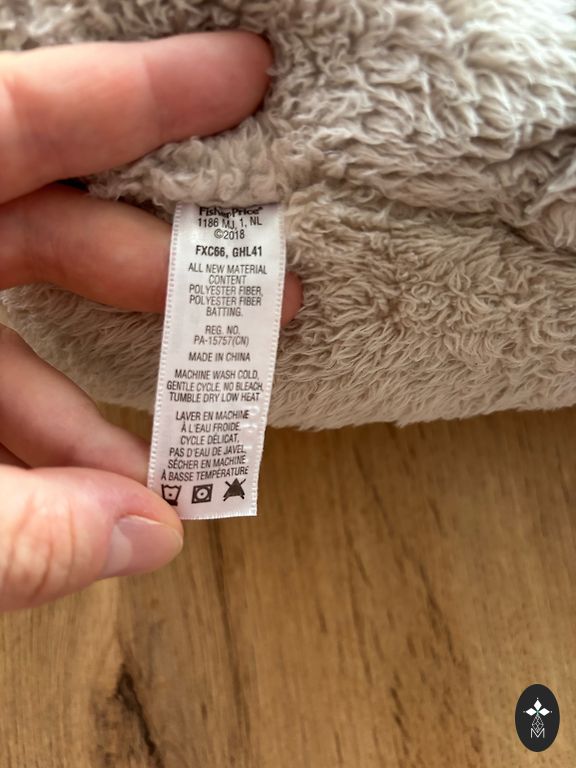 Fisher-Price®
1186 MJ, 1, NL
©2018
FXC66, GHL41
ALL NEW MATERIAL
CONTENT
POLYESTER FIBER,
POLYESTER FIBER
BATTING.
REG. NO.
PA-15757(CN)
MADE IN CHINA
MACHINE WASH COLD,
GENTLE CYCLE, NO BLEACH,
TUMBLE DRY LOW HEAT
LAVER EN MACHINE
À L'EAU FROIDE,
CYCLE DÉLICAT,
PAS D'EAU DE JAVEL,
SÉCHER EN MACHINE
À BASSE TEMPÉRATURE
M